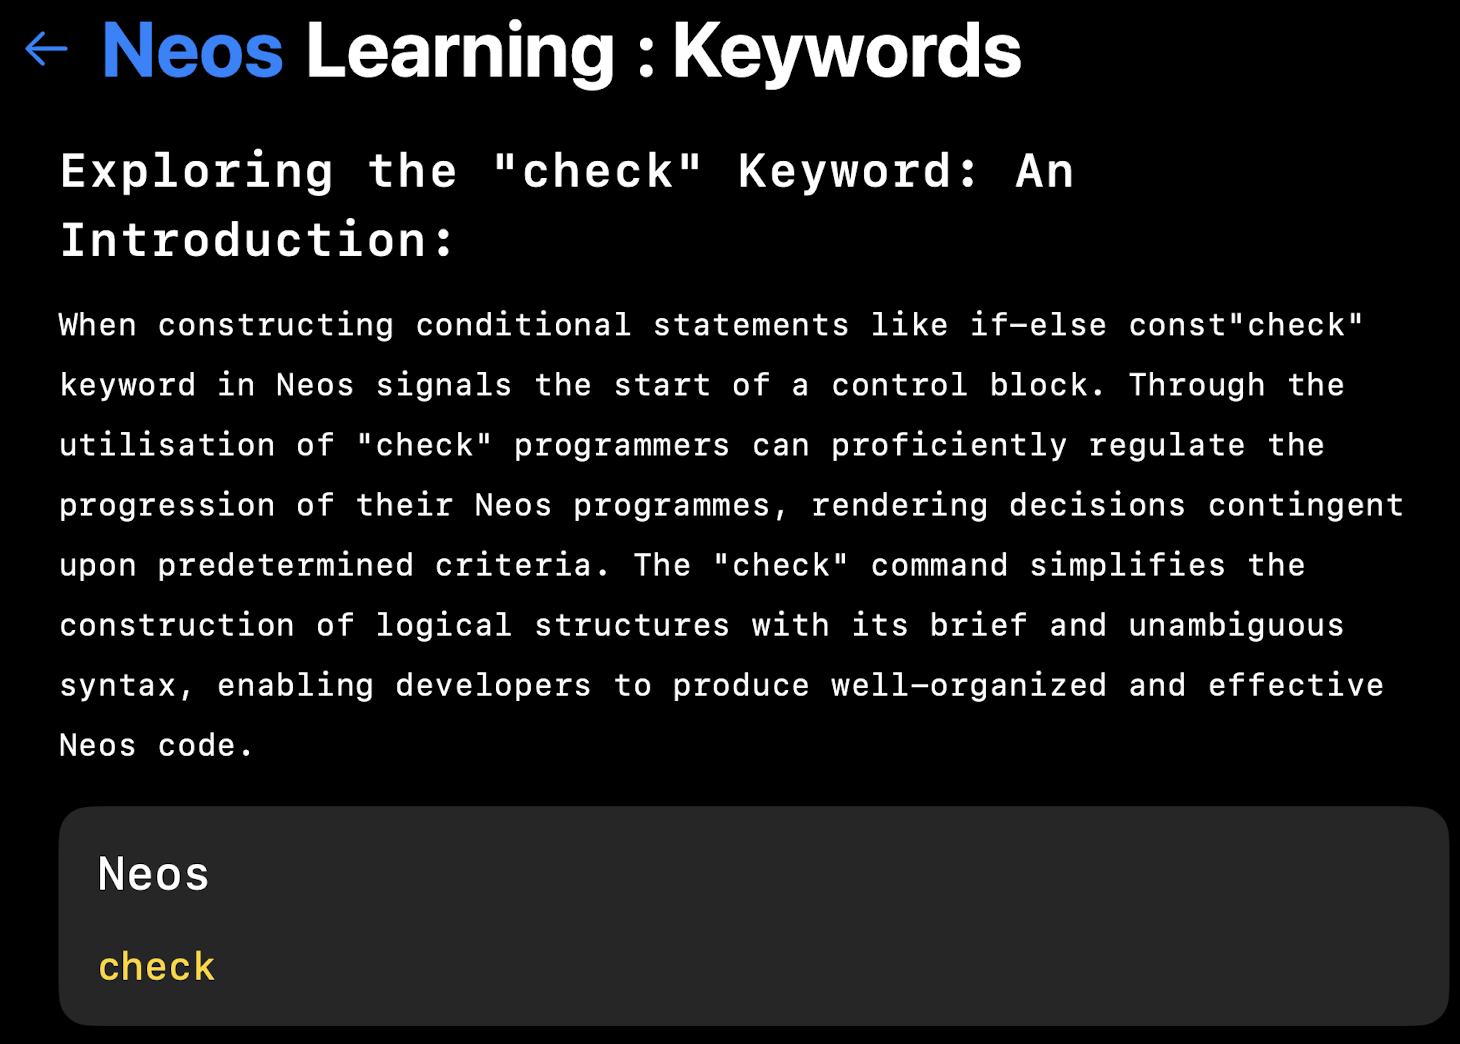 ← Neos Learning : Keywords
Exploring the "check" Keyword: An
Introduction:
When constructing conditional statements like if-else const"check"
keyword in Neos signals the start of a control block. Through the
utilisation of "check" programmers can proficiently regulate the
progression of their Neos programmes, rendering decisions contingent
upon predetermined criteria. The "check" command simplifies the
construction of logical structures with its brief and unambiguous
syntax, enabling developers to produce well-organized and effective
Neos code.
Neos
check